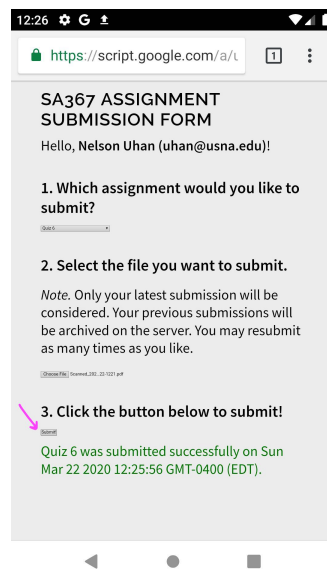 12:26 G
https://script.google.com/a/u 1
SA367 ASSIGNMENT
SUBMISSION FORM
Hello, Nelson Uhan (uhan@usna.edu)!
1. Which assignment would you like to
submit?
Quiz 6
2. Select the file you want to submit.
Note. Only your latest submission will be
considered. Your previous submissions will
be archived on the server. You may resubmit
as many times as you like.
Choose File Scanned_202...22-1221.pdf
3. Click the button below to submit!
Submit!
Quiz 6 was submitted successfully on Sun
Mar 22 2020 12:25:56 GMT-0400 (EDT).